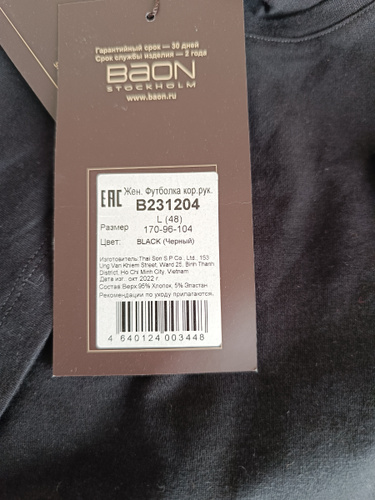 Гарантийный срок — 30 дней
Срок службы изделия — 2 года
BAON
STOCKHOLM
www.baon.ru
EAC Жен. Футболка кор.рук.
B231204
L (48)
Размер 170-96-104
Цвет: BLACK (Черный)
Изготовитель:Thai Son S.P Co., Ltd., 153
Ung Van Khiem Street, Ward 25, Binh Thanh
District, Ho Chi Minh City, Vietnam
Дата изг.: окт 2022 г.
Состав:Верх:95% Хлопок, 5% Эластан
Рекомендации по уходу прилагаются.
4 640124 003448